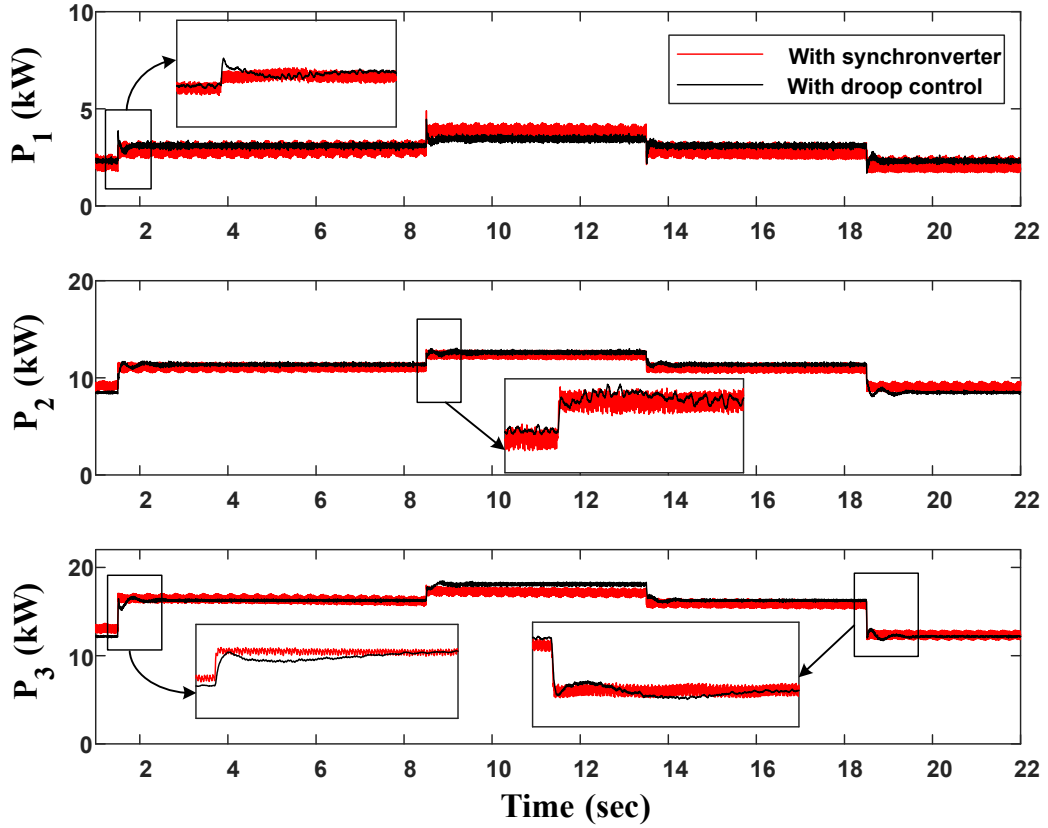 10
5
0
P1 (kW)
With synchronverter
With droop control
2 4 6 8 10 12 14 16 18 20 22
20
10
0
P2 (kW)
2 4 6 8 10 12 14 16 18 20 22
20
10
0
P3 (kW)
2 4 6 8 10 12 14 16 18 20 22
Time (sec)